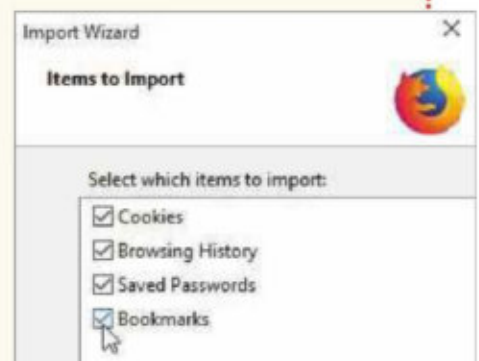 Import Wizard
Items to Import
Select which items to import:
Cookies
Browsing History
Saved Passwords
Bookmarks